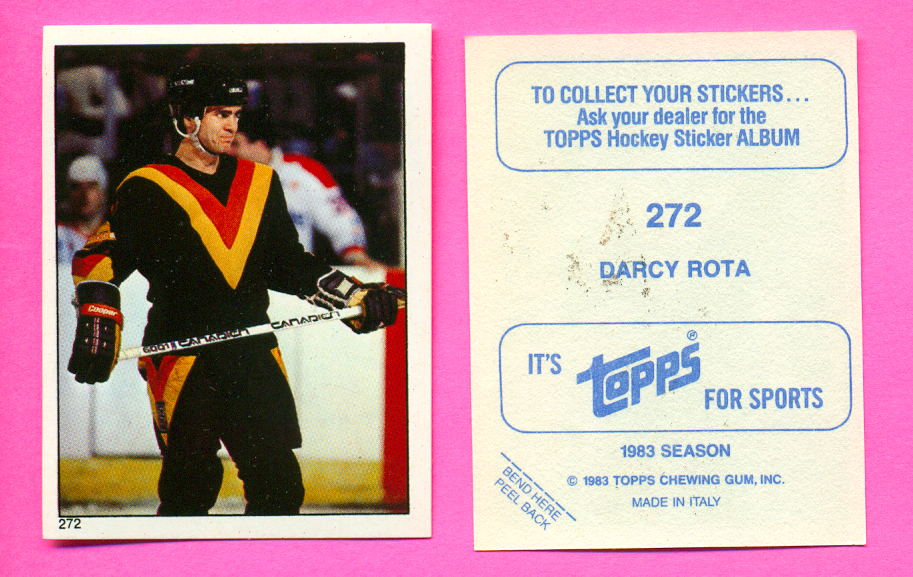 Cooper
6001 CANADIEN CANADIEN
272
TO COLLECT YOUR STICKERS...
Ask your dealer for the
TOPPS Hockey Sticker ALBUM
272
DARCY ROTA
IT'S topps® FOR SPORTS
1983 SEASON
© 1983 TOPPS CHEWING GUM, INC.
MADE IN ITALY
BEND HERE
PEEL BACK